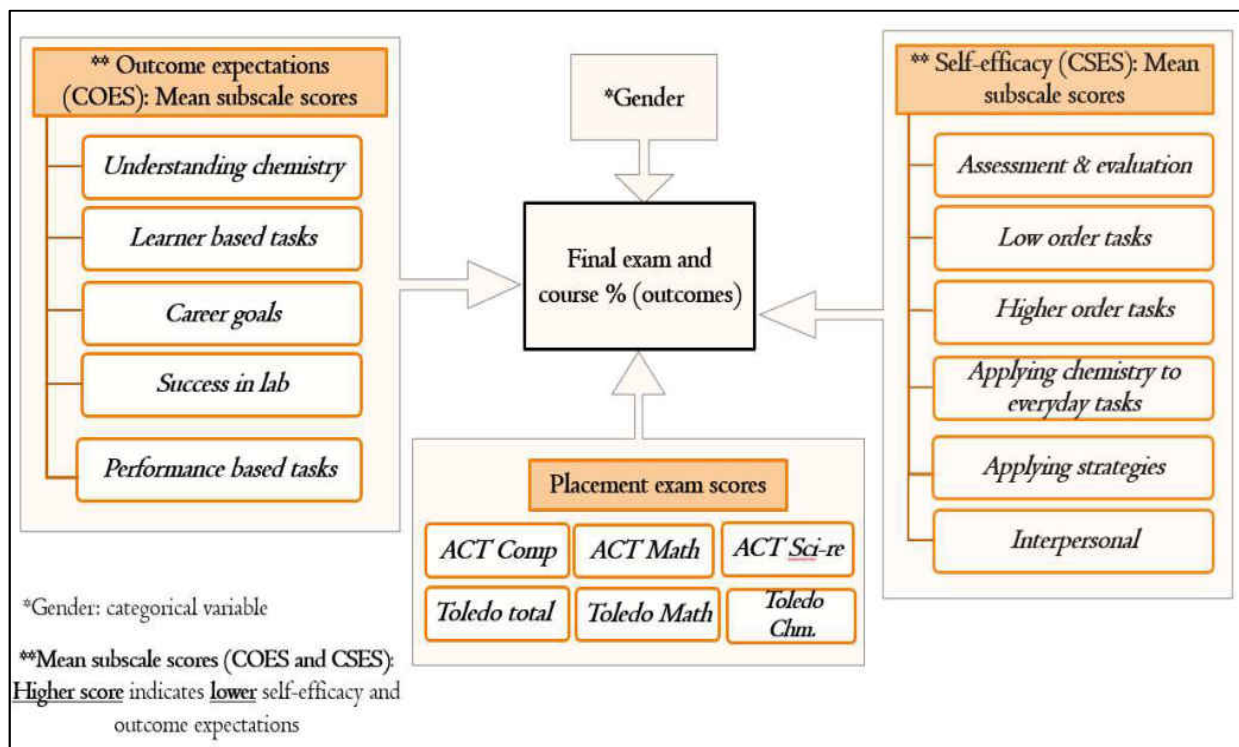 ** Outcome expectations
(COES): Mean subscale scores
Understanding chemistry
Learner based tasks
Career goals
Success in lab
Performance based tasks
*Gender
Final exam and
course % (outcomes)
** Self-efficacy (CSES): Mean
subscale scores
Assessment & evaluation
Low order tasks
Higher order tasks
Applying chemistry to
everyday tasks
Applying strategies
Interpersonal
Placement exam scores
ACT Comp
ACT Math
ACT Sci-re
Toledo total
Toledo Math
Toledo
Chm.
*Gender: categorical variable
**Mean subscale scores (COES and CSES):
Higher score indicates lower self-efficacy and
outcome expectations